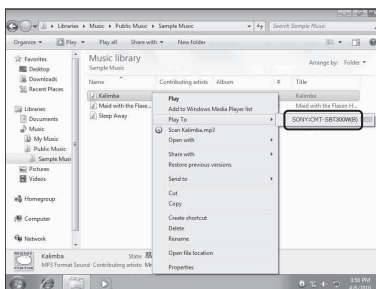 Libraries ▸ Music ▸ Public Music ▸ Sample Music
Search Sample Music
Organize
Play
Play all
Share with
New folder
Favorites
Desktop
Downloads
Recent Places
Libraries
Documents
Music
My Music
Public Music
Sample Musi
Pictures
Videos
Homegroup
Computer
Network
Music library
Sample Music
Arrange by: Folder
Name
Contributing artists
Album
#
Title
Kalimba
Maid with the Flaxen
Sleep Away
Kalimba
Maid with the Flaxen H...
Play
Add to Windows Media Player list
Play To
Scan Kalimba.mp3
Open with
Share with
Restore previous versions
Send to
Cut
Copy
Create shortcut
Delete
Rename
Open file location
Properties
SONY:CMT-SBT300W(B)
Kalimba
State:
MP3 Format Sound
Contributing artists:
3:56 PM